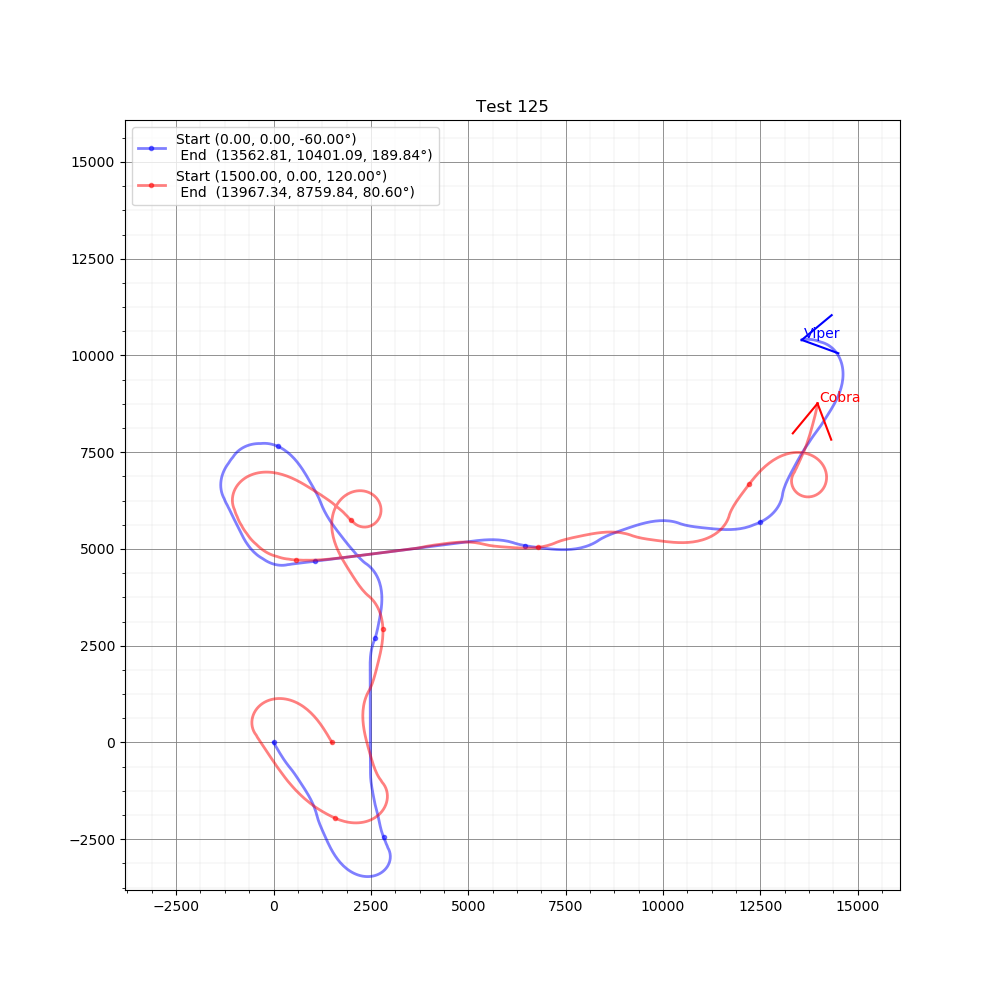 Test 125
Start (0.00, 0.00, -60.00°)
End  (13562.81, 10401.09, 189.84°)
Start (1500.00, 0.00, 120.00°)
End  (13967.34, 8759.84, 80.60°)
15000
12500
10000
7500
5000
2500
0
−2500
Viper
Cobra
−2500 0 2500 5000 7500 10000 12500 15000